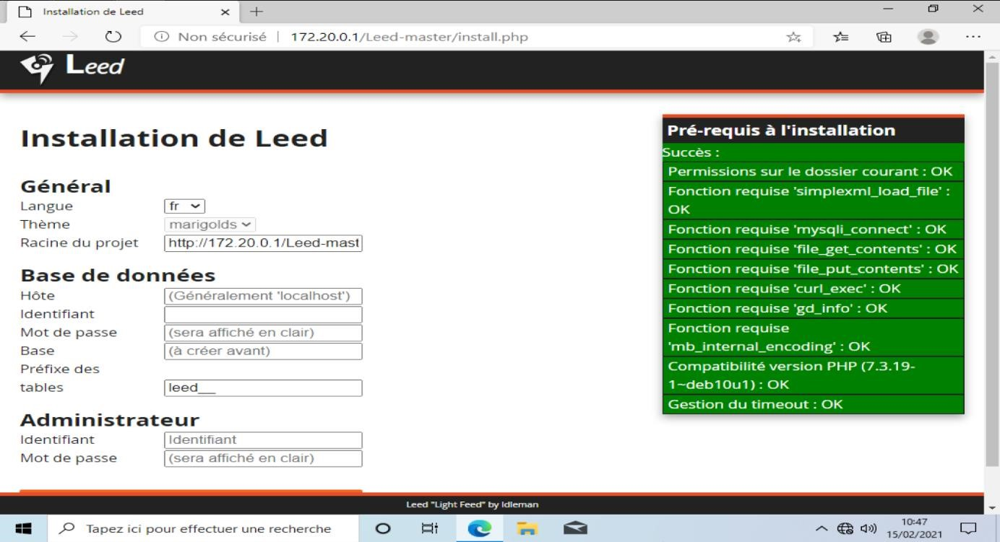 Installation de Leed
Non sécurisé | 172.20.0.1/Leed-master/install.php
Leed
Installation de Leed
Général
Langue fr
Thème marigolds
Racine du projet http://172.20.0.1/Leed-mast
Base de données
Hôte (Généralement 'localhost')
Identifiant
Mot de passe (sera affiché en clair)
Base (à créer avant)
Préfixe des
tables leed__
Administrateur
Identifiant Identifiant
Mot de passe (sera affiché en clair)
Pré-requis à l'installation
Succès :
Permissions sur le dossier courant : OK
Fonction requise 'simplexml_load_file' :
OK
Fonction requise 'mysqli_connect' : OK
Fonction requise 'file_get_contents' : OK
Fonction requise 'file_put_contents' : OK
Fonction requise 'curl_exec' : OK
Fonction requise 'gd_info' : OK
Fonction requise
'mb_internal_encoding' : OK
Compatibilité version PHP (7.3.19-
1~deb10u1) : OK
Gestion du timeout : OK
Leed "Light Feed" by Idleman
Tapez ici pour effectuer une recherche
10:47
15/02/2021